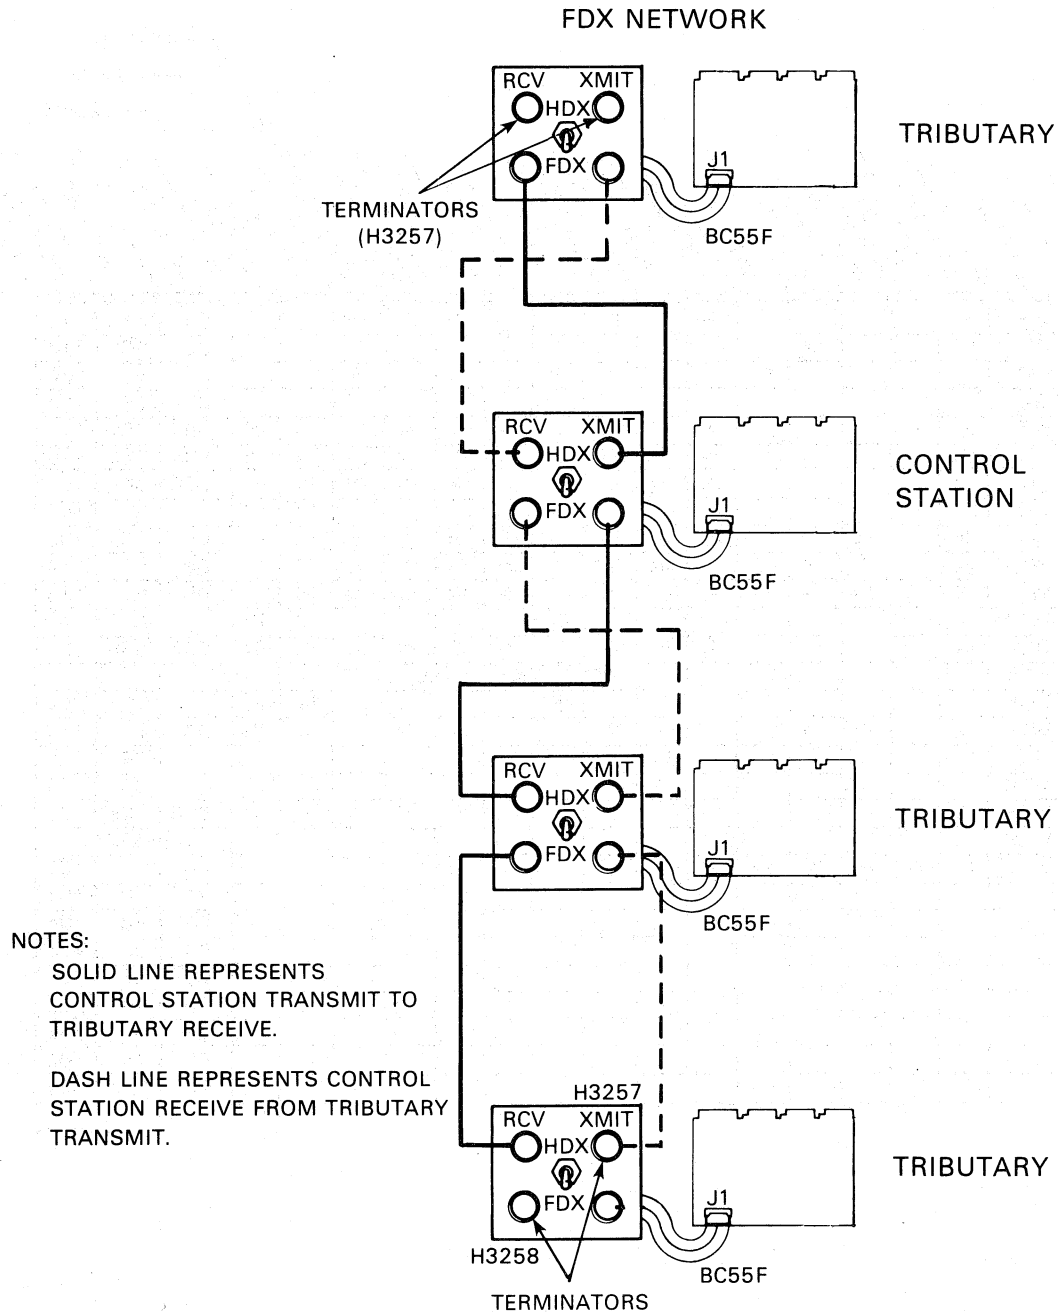 FDX NETWORK
RCV XMIT
HDX
FDX
TERMINATORS
(H3257)
J1
BC55F
TRIBUTARY
RCV XMIT
HDX
FDX
J1
BC55F
CONTROL
STATION
RCV XMIT
HDX
FDX
J1
BC55F
TRIBUTARY
NOTES:
SOLID LINE REPRESENTS
CONTROL STATION TRANSMIT TO
TRIBUTARY RECEIVE.
DASH LINE REPRESENTS CONTROL
STATION RECEIVE FROM TRIBUTARY
TRANSMIT.
H3257
RCV XMIT
HDX
FDX
H3258
TERMINATORS
J1
BC55F
TRIBUTARY